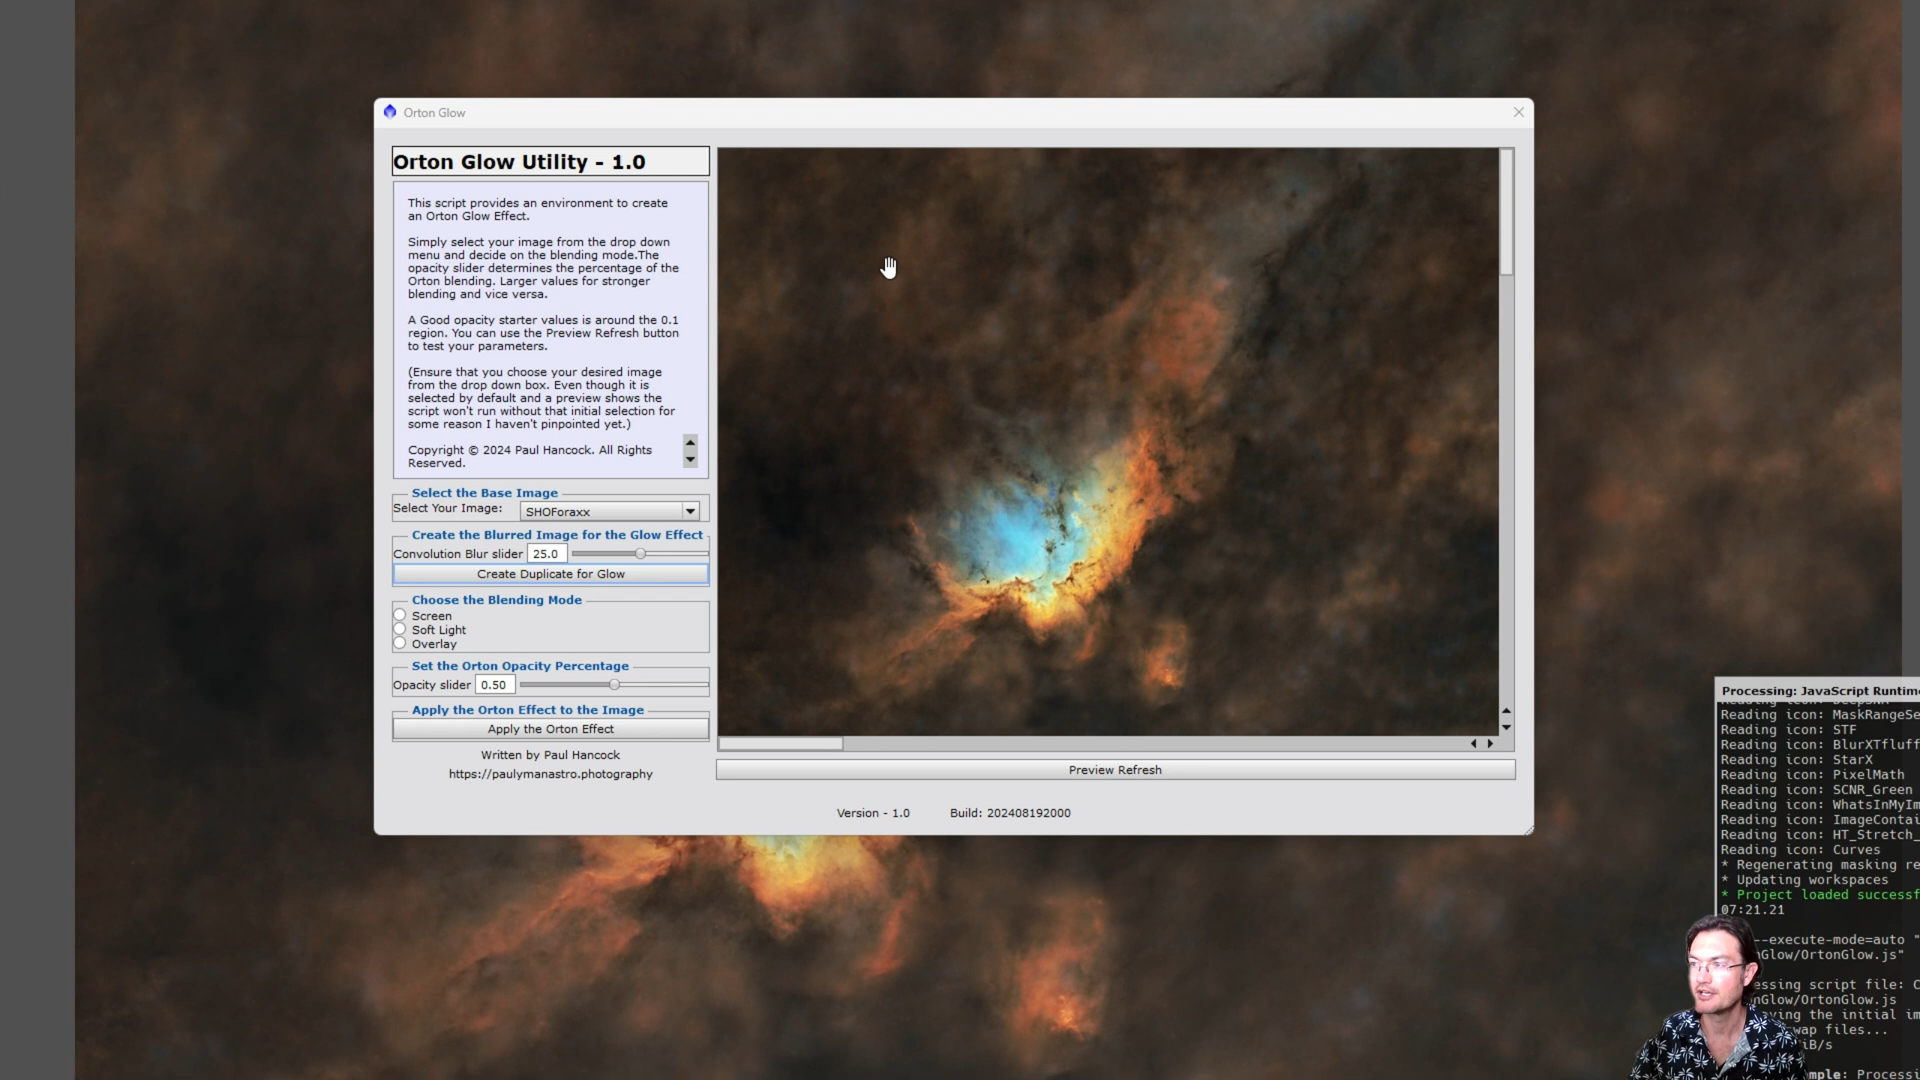 Orton Glow
Orton Glow Utility - 1.0
This script provides an environment to create
an Orton Glow Effect.
Simply select your image from the drop down
menu and decide on the blending mode.The
opacity slider determines the percentage of the
Orton blending. Larger values for stronger
blending and vice versa.
A Good opacity starter values is around the 0.1
region. You can use the Preview Refresh button
to test your parameters.
(Ensure that you choose your desired image
from the drop down box. Even though it is
selected by default and a preview shows the
script won't run without that initial selection for
some reason I haven't pinpointed yet.)
Copyright © 2024 Paul Hancock. All Rights
Reserved.
Select the Base Image
Select Your Image: SHOForaxx
Create the Blurred Image for the Glow Effect
Convolution Blur slider 25.0
Create Duplicate for Glow
Choose the Blending Mode
Screen
Soft Light
Overlay
Set the Orton Opacity Percentage
Opacity slider 0.50
Apply the Orton Effect to the Image
Apply the Orton Effect
Written by Paul Hancock
https://paulymanastro.photography
Preview Refresh
Version - 1.0 Build: 202408192000
Processing: JavaScript Runtime
Reading icon:
Reading icon: MaskRangeSe
Reading icon: STF
Reading icon: BlurXTfluff
Reading icon: StarX
Reading icon: PixelMath
Reading icon: SCNR_Green
Reading icon: WhatsInMyIm
Reading icon: ImageContai
Reading icon: HT_Stretch_
Reading icon: Curves
* Regenerating masking re
* Updating workspaces
* Project loaded successf
07:21.21
--execute-mode=auto "
nGlow/OrtonGlow.js"
essing script file: C
nGlow/OrtonGlow.js
ving the initial im
wap files...
iB/s
mple: Processi